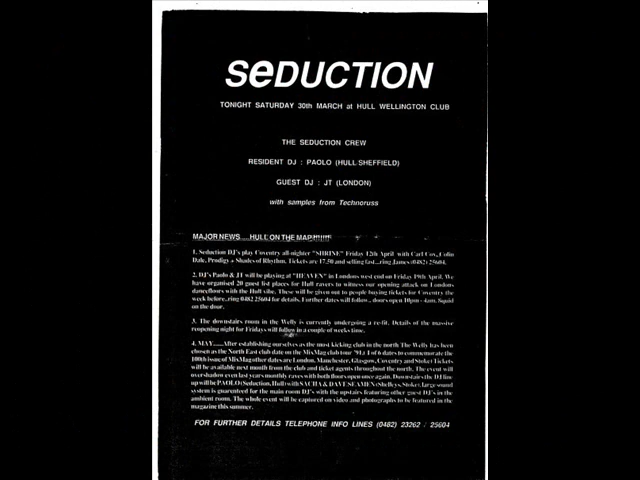 SeDUCTION
TONIGHT SATURDAY 30th MARCH at HULL WELLINGTON CLUB
THE SEDUCTION CREW
RESIDENT DJ : PAOLO (HULL/SHEFFIELD)
GUEST DJ : JT (LONDON)
with samples from Technoruss
MAJOR NEWS.....HULL ON THE MAP!!!!!!
1. Seduction DJ's play Coventry all-nighter "SHRINE" Friday 12th April with Carl Cox, Colin
Dale, Prodigy + Shades of Rhythm. Tickets are 17.50 and selling fast...ring James (0482) 25604.
2. DJ's Paolo & JT will be playing at "HEAVEN" in Londons west end on Friday 19th April. We
have organised 20 guest list places for Hull ravers to witness our opening attack on London
dancefloors with the Hull vibe. These will be given out to people buying tickets for Coventry the
week before..ring 0482 25604 for details. Further dates will follow.. doors open 10pm - 4am. 8quid
on the door.
3. The downstairs room in the Welly is currently undergoing a re-fit. Details of the massive
reopening night for Fridays will follow in a couple of weeks time.
4. MAY......After establishing ourselves as the most kicking club in the north The Welly has been
chosen as the North East club date on the MixMag club tour '91.
1 of 6 dates to commemorate the
100th issue of MixMag other dates are London, Manchester, Glasgow, Coventry and Stoke! Tickets
will be available next month from the club and ticket agents throughout the north. The event will
overshadow even last years monthly raves with both floors open once again. Downstairs the DJ line
up will be PAOLO (Seduction, Hull) with SACHA & DAVE SEAMEN (Shelleys, Stoke), large sound
system is guaranteed for the main room DJ's with the upstairs featuring other guest DJ's in the
ambient room. The whole event will be captured on video and photographs to be featured in the
magazine this summer.
FOR FURTHER DETAILS TELEPHONE INFO LINES (0482) 23262 / 25604